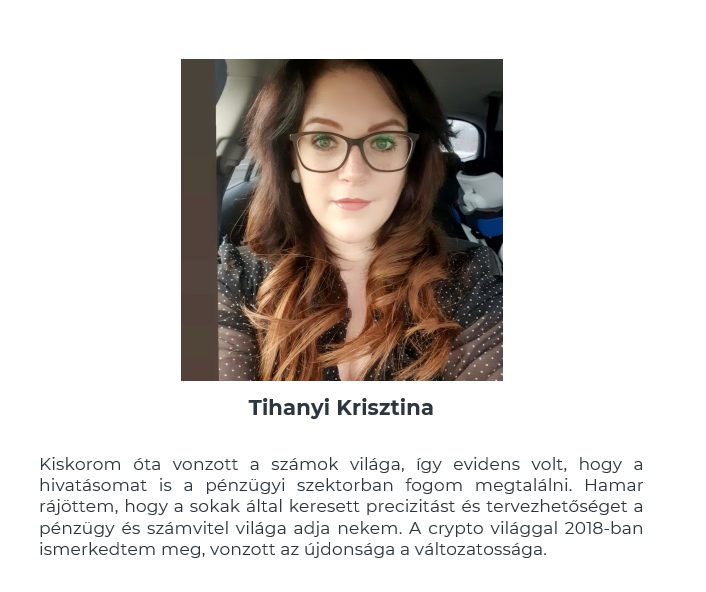 Tihanyi Krisztina
Kiskorom óta vonzott a számok világa, így evidens volt, hogy a
hivatásomat is a pénzügyi szektorban fogom megtalálni. Hamar
rájöttem, hogy a sokak által keresett precizitást és tervezhetőséget a
pénzügy és számvitel világa adja nekem. A crypto világgal 2018-ban
ismerkedtem meg, vonzott az újdonsága a változatossága.